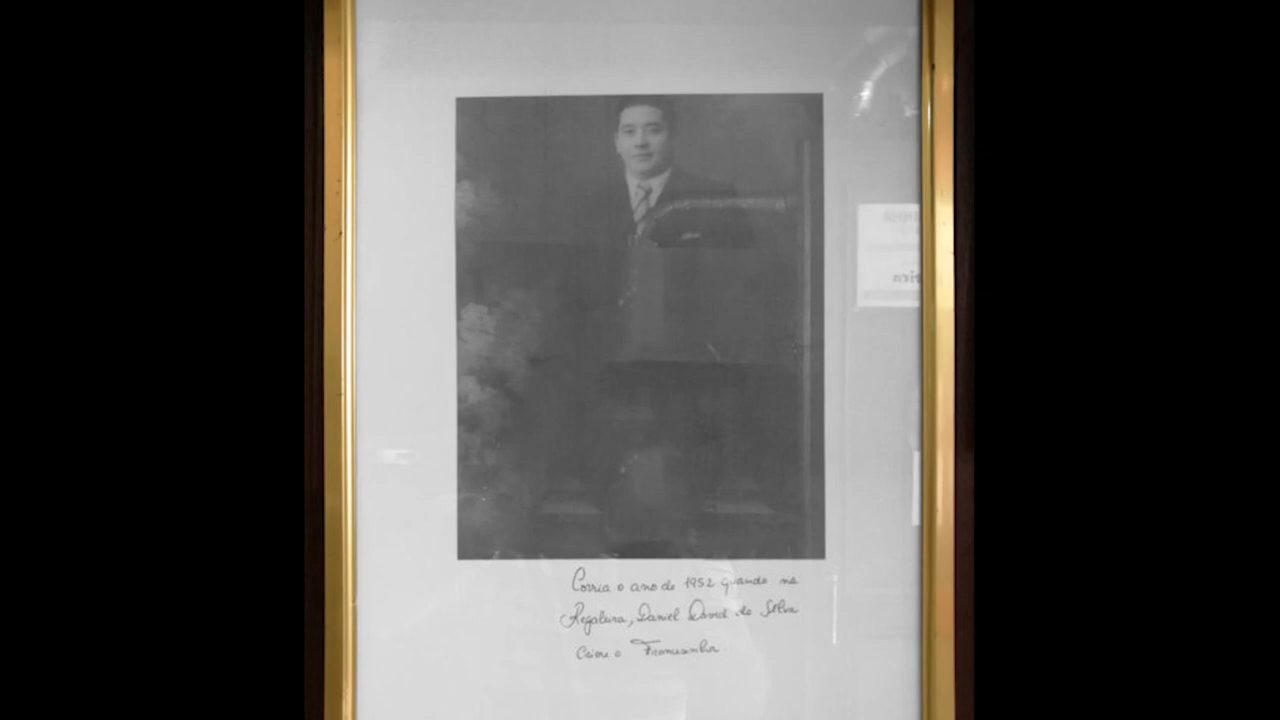 Corria o ano de 1952 quando na
Regaleira, Daniel David da Silva
Criou a Francesinha.